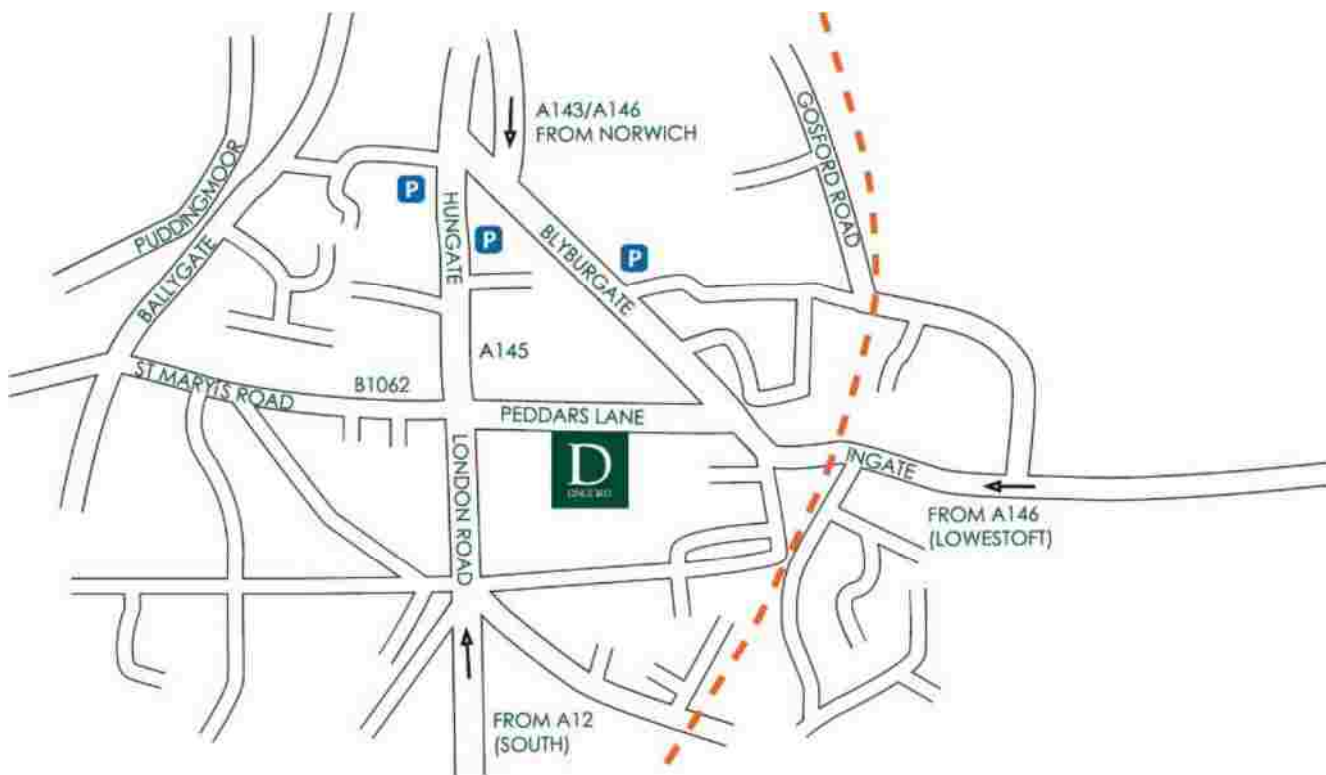 A143/A146
FROM NORWICH
GOSFORD ROAD
PUDDINGMOOR
P
HUNGATE
P
BLYBURGATE
P
BALLYGATE
A145
ST MARY'S ROAD
B1062
PEDDARS LANE
D
LONDON ROAD
INGATE
FROM A146
(LOWESTOFT)
FROM A12
(SOUTH)